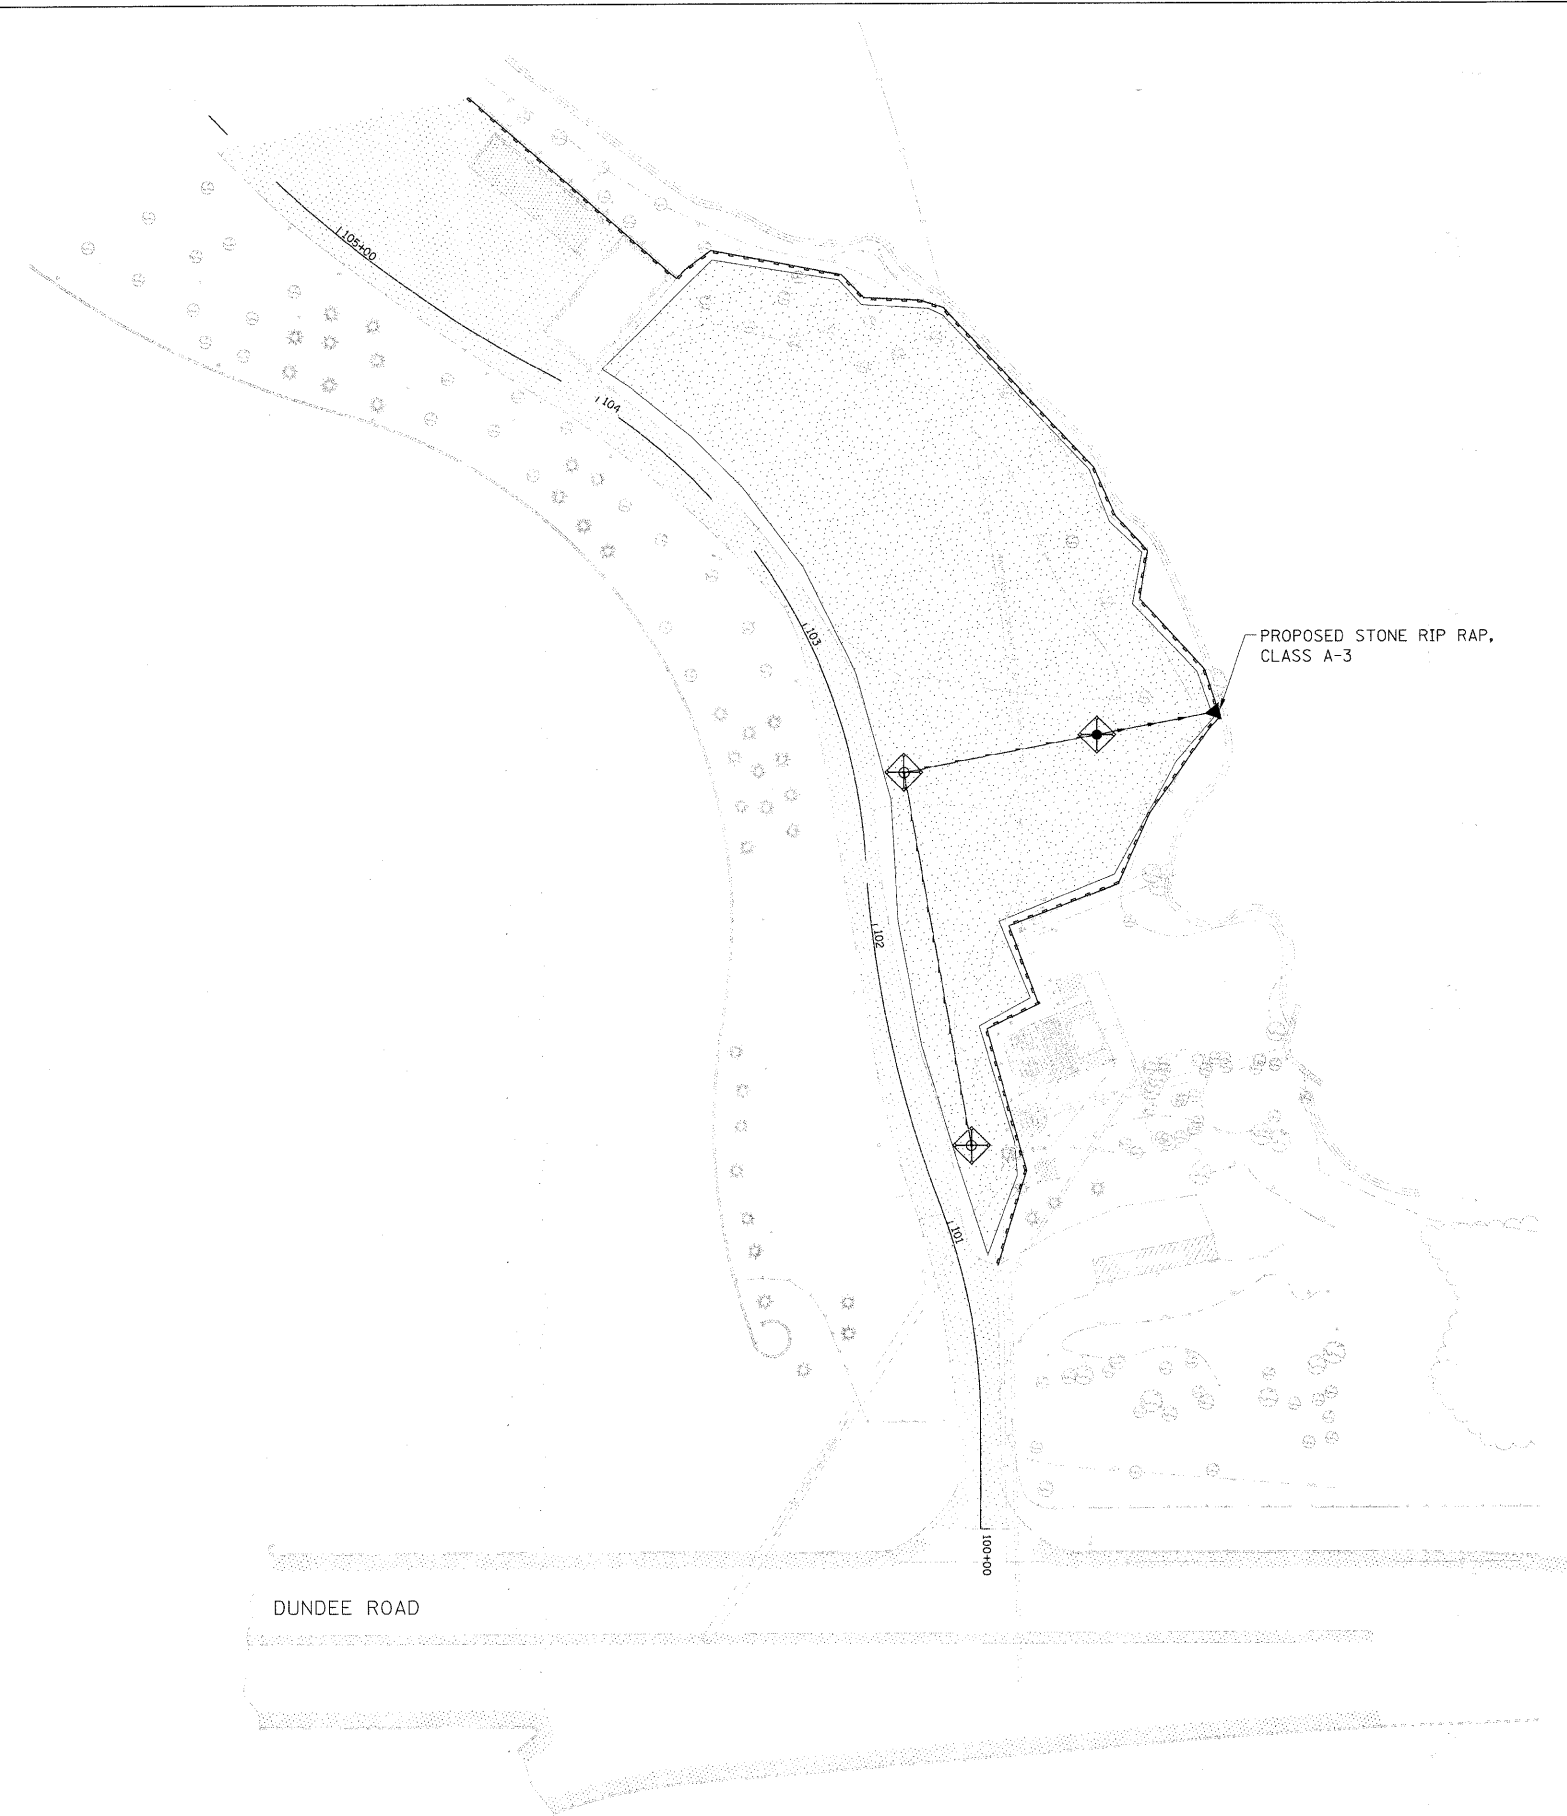 105+00
104
103
PROPOSED STONE RIP RAP,
CLASS A-3
102
101
100+00
DUNDEE ROAD